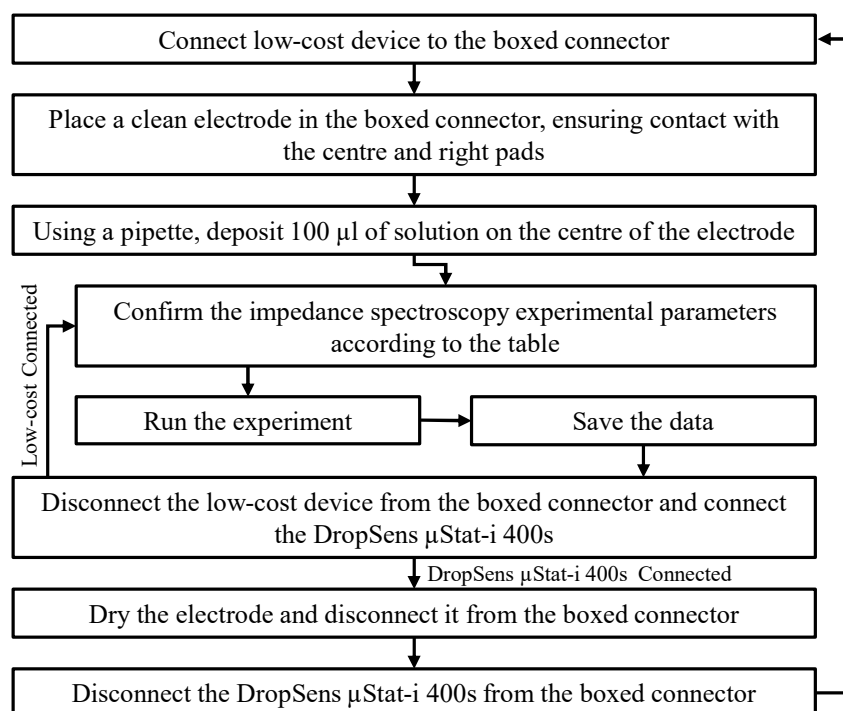 Connect low-cost device to the boxed connector
Place a clean electrode in the boxed connector, ensuring contact with
the centre and right pads
Using a pipette, deposit 100 µl of solution on the centre of the electrode
Low-cost Connected
Confirm the impedance spectroscopy experimental parameters
according to the table
Run the experiment
Save the data
Disconnect the low-cost device from the boxed connector and connect
the DropSens µStat-i 400s
DropSens µStat-i 400s Connected
Dry the electrode and disconnect it from the boxed connector
Disconnect the DropSens µStat-i 400s from the boxed connector